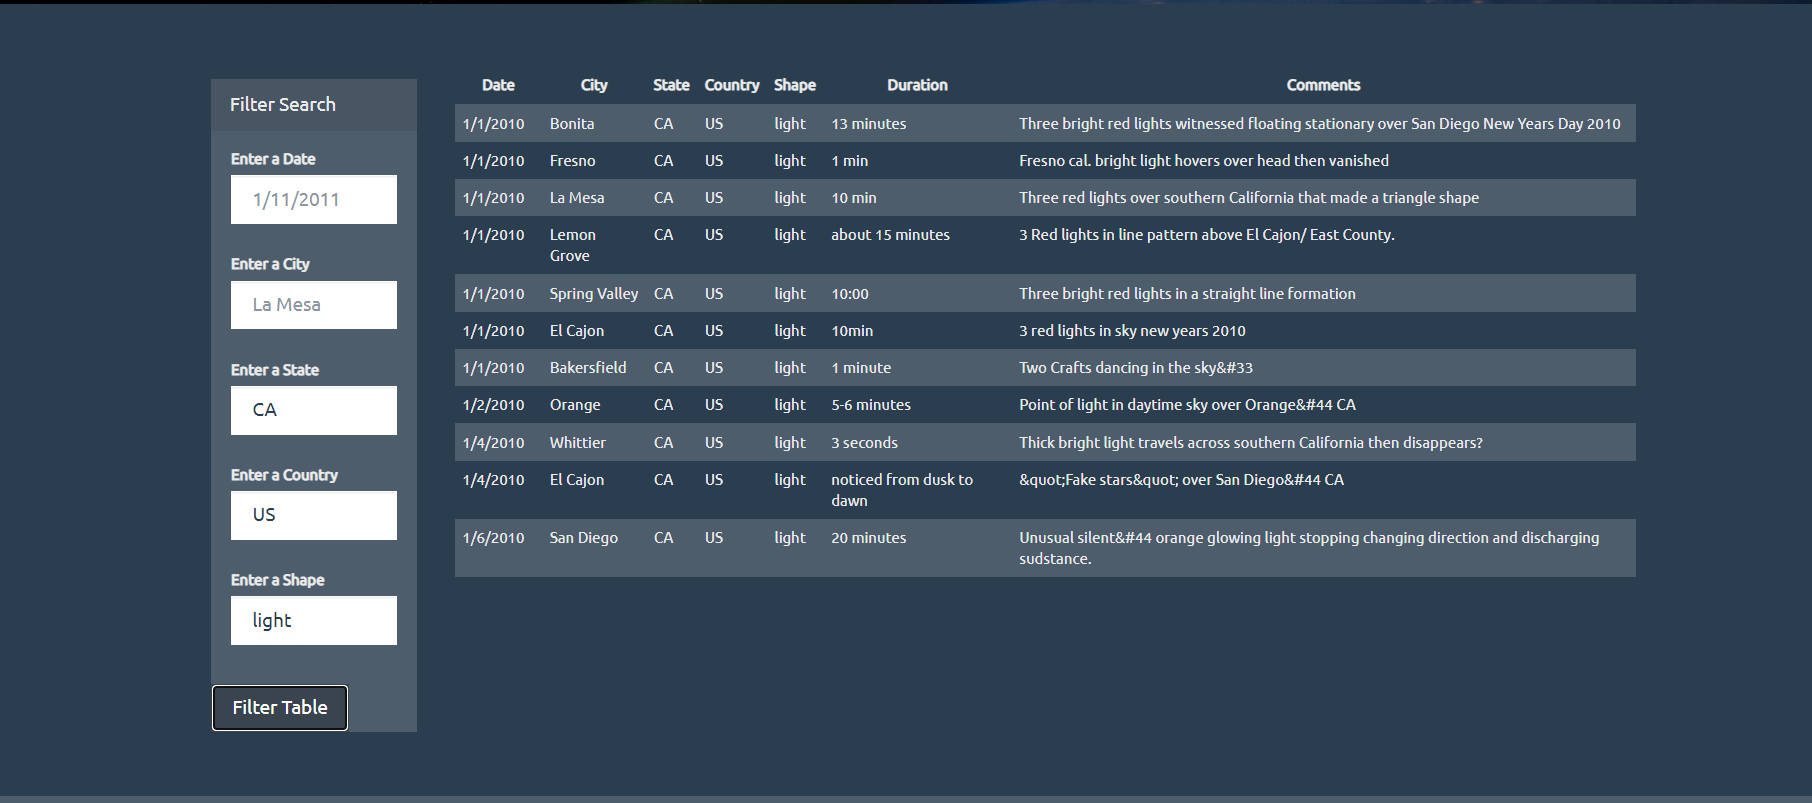 Filter Search
Enter a Date
1/11/2011
Enter a City
La Mesa
Enter a State
CA
Enter a Country
US
Enter a Shape
light
Filter Table
Date City State Country Shape Duration Comments
1/1/2010 Bonita CA US light 13 minutes Three bright red lights witnessed floating stationary over San Diego New Years Day 2010
1/1/2010 Fresno CA US light 1 min Fresno cal. bright light hovers over head then vanished
1/1/2010 La Mesa CA US light 10 min Three red lights over southern California that made a triangle shape
1/1/2010 Lemon CA US light about 15 minutes 3 Red lights in line pattern above El Cajon/ East County.
Grove
1/1/2010 Spring Valley CA US light 10:00 Three bright red lights in a straight line formation
1/1/2010 El Cajon CA US light 10min 3 red lights in sky new years 2010
1/1/2010 Bakersfield CA US light 1 minute Two Crafts dancing in the sky&#33
1/2/2010 Orange CA US light 5-6 minutes Point of light in daytime sky over Orange&#44 CA
1/4/2010 Whittier CA US light 3 seconds Thick bright light travels across southern California then disappears?
1/4/2010 El Cajon CA US light noticed from dusk to &quot;Fake stars&quot; over San Diego&#44 CA
dawn
1/6/2010 San Diego CA US light 20 minutes Unusual silent&#44 orange glowing light stopping changing direction and discharging
sudstance.